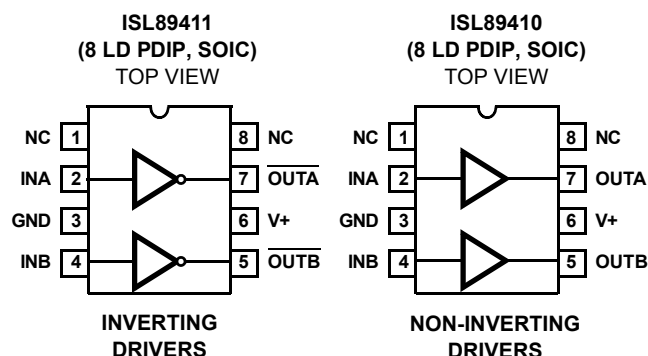 ISL89411
(8 LD PDIP, SOIC)
TOP VIEW
NC 1 8 NC
INA 2 7 OUTA
GND 3 6 V+
INB 4 5 OUTB
INVERTING
DRIVERS
ISL89410
(8 LD PDIP, SOIC)
TOP VIEW
NC 1 8 NC
INA 2 7 OUTA
GND 3 6 V+
INB 4 5 OUTB
NON-INVERTING
DRIVERS